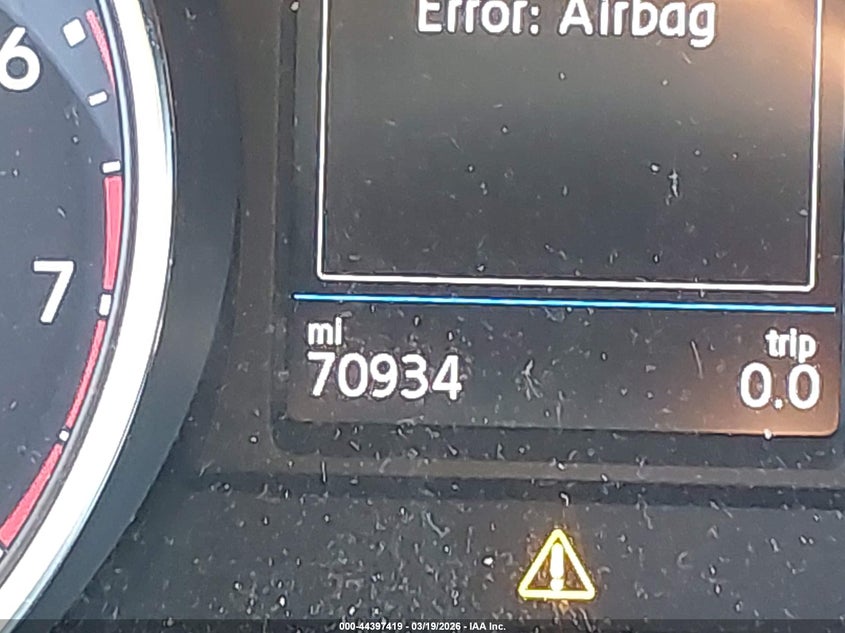 Error: Airbag
6
7
mi
trip
70934
0.0
000-44397419 - 03/19/2026 - IAA Inc.